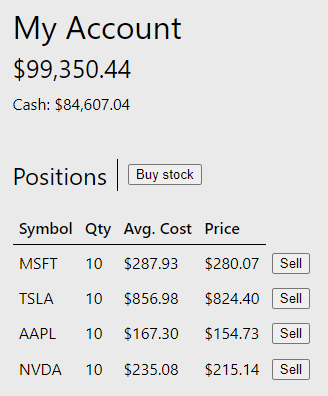 My Account
$99,350.44
Cash: $84,607.04
Positions Buy stock
Symbol Qty Avg. Cost Price
MSFT 10 $287.93 $280.07 Sell
TSLA 10 $856.98 $824.40 Sell
AAPL 10 $167.30 $154.73 Sell
NVDA 10 $235.08 $215.14 Sell